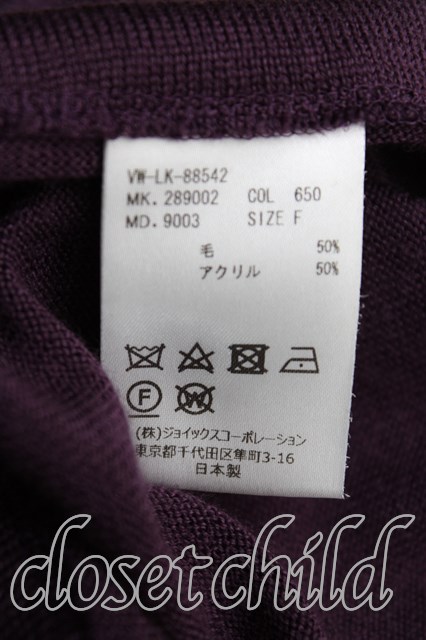 VW-LK-88542
MK. 289002 COL 650
MD. 9003 SIZE F
毛 50%
アクリル 50%
F W
(株)ジョイックスコーポレーション
東京都千代田区隼町3-16
日本製
closet child